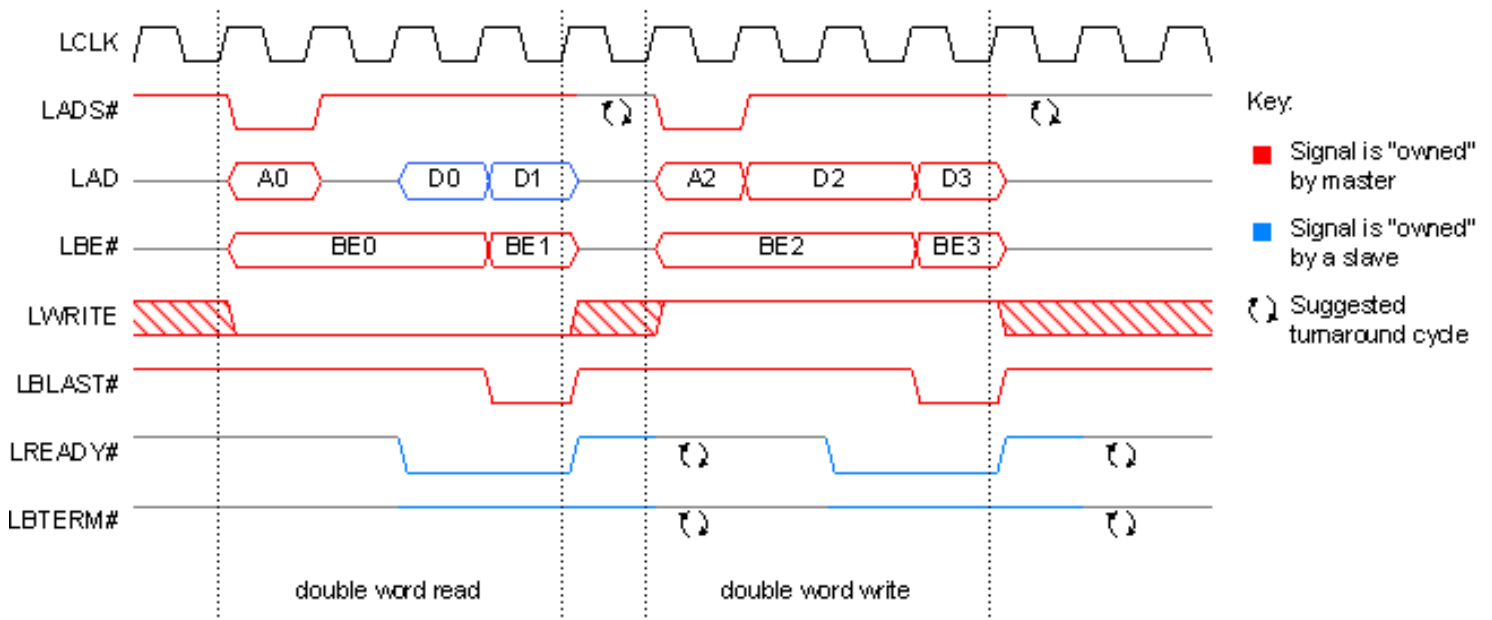 LCLK
LADS#
Key:
Signal is "owned"
by master
LAD A0 D0 D1 A2 D2 D3
Signal is "owned"
by a slave
LBE# BE0 BE1 BE2 BE3
LWRITE
Suggested
turnaround cycle
LBLAST#
LREADY#
LBTERM#
double word read double word write